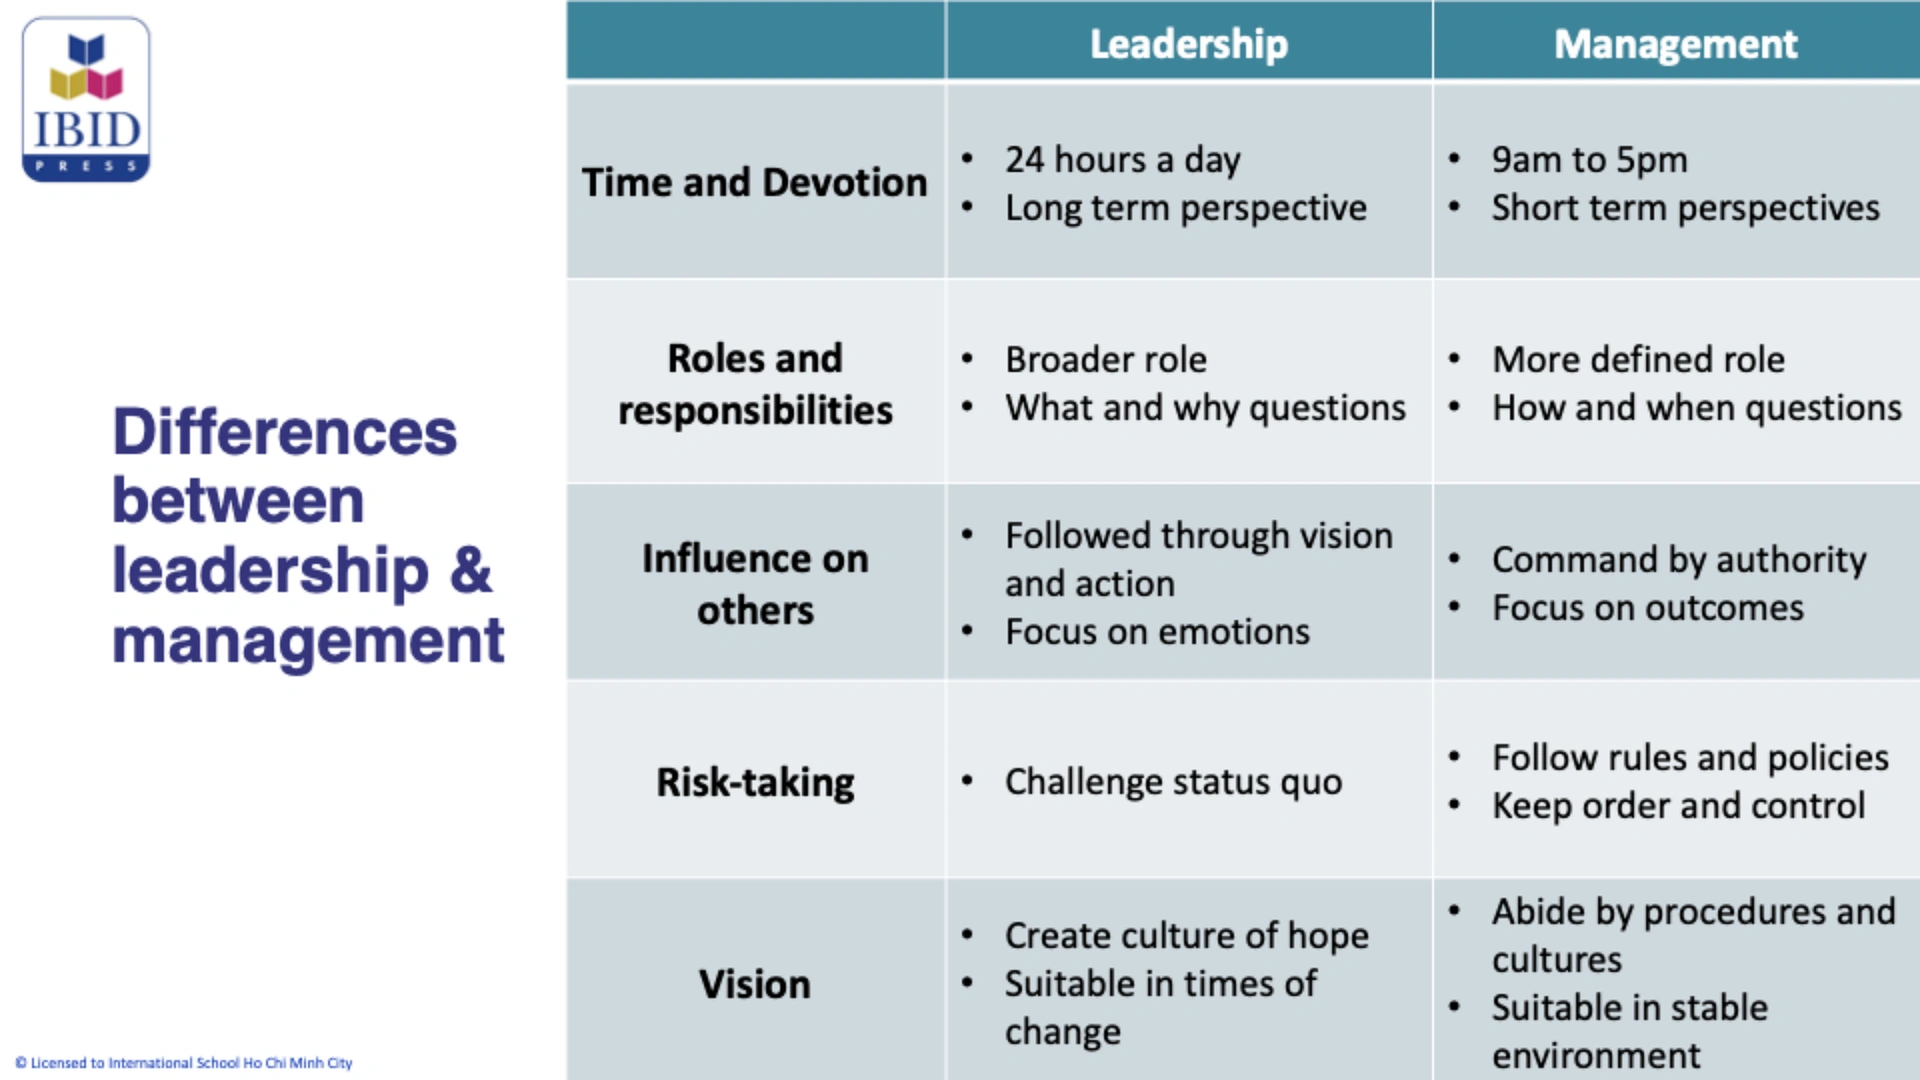 IBID
PRESS
Differences
between
leadership &
management
© Licensed to International School Ho Chi Minh City
Leadership
Management
Time and Devotion
• 24 hours a day
• Long term perspective
• 9am to 5pm
• Short term perspectives
Roles and
responsibilities
• Broader role
• What and why questions
• More defined role
• How and when questions
Influence on
others
• Followed through vision
and action
• Focus on emotions
• Command by authority
• Focus on outcomes
Risk-taking
• Challenge status quo
• Follow rules and policies
• Keep order and control
Vision
• Create culture of hope
• Suitable in times of
change
• Abide by procedures and
cultures
• Suitable in stable
environment